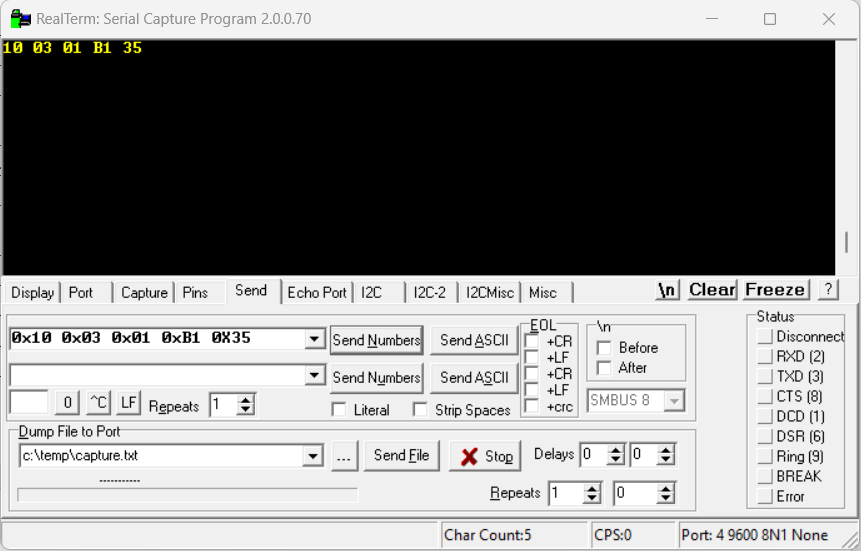 RealTerm: Serial Capture Program 2.0.0.70
10 03 01 B1 35
Display Port Capture Pins Send Echo Port I2C I2C-2 I2CMisc Misc \n Clear Freeze ?
0x10 0x03 0x01 0xB1 0X35 Send Numbers Send ASCII
Send Numbers Send ASCII
0 ^C LF Repeats 1 Literal Strip Spaces
EOL
+CR
+LF
+CR
+LF
+crc
\n
Before
After
SMBUS 8
Dump File to Port
c:\temp\capture.txt ... Send File Stop Delays 0 0
-----------
Repeats 1 0
Status
Disconnect
RXD (2)
TXD (3)
CTS (8)
DCD (1)
DSR (6)
Ring (9)
BREAK
Error
Char Count:5 CPS:0 Port: 4 9600 8N1 None